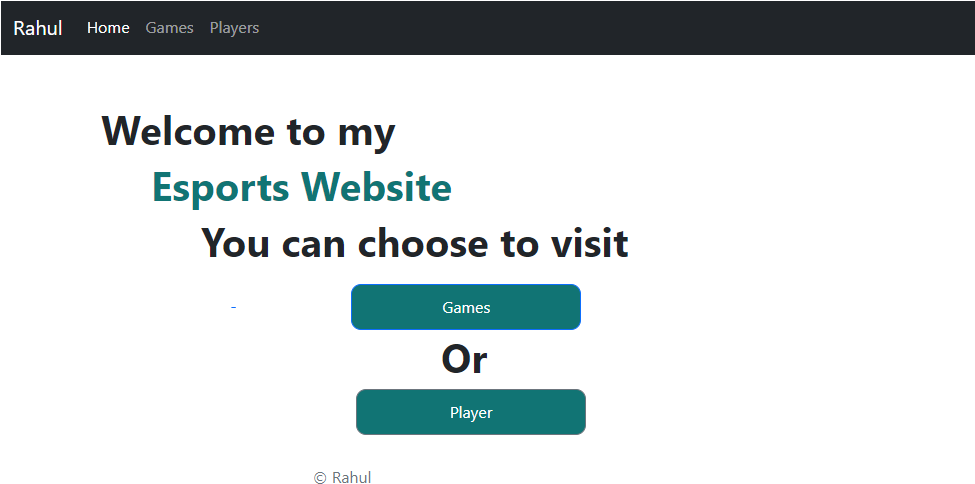 Rahul Home Games Players
Welcome to my
Esports Website
You can choose to visit
- Games
Or
Player
© Rahul